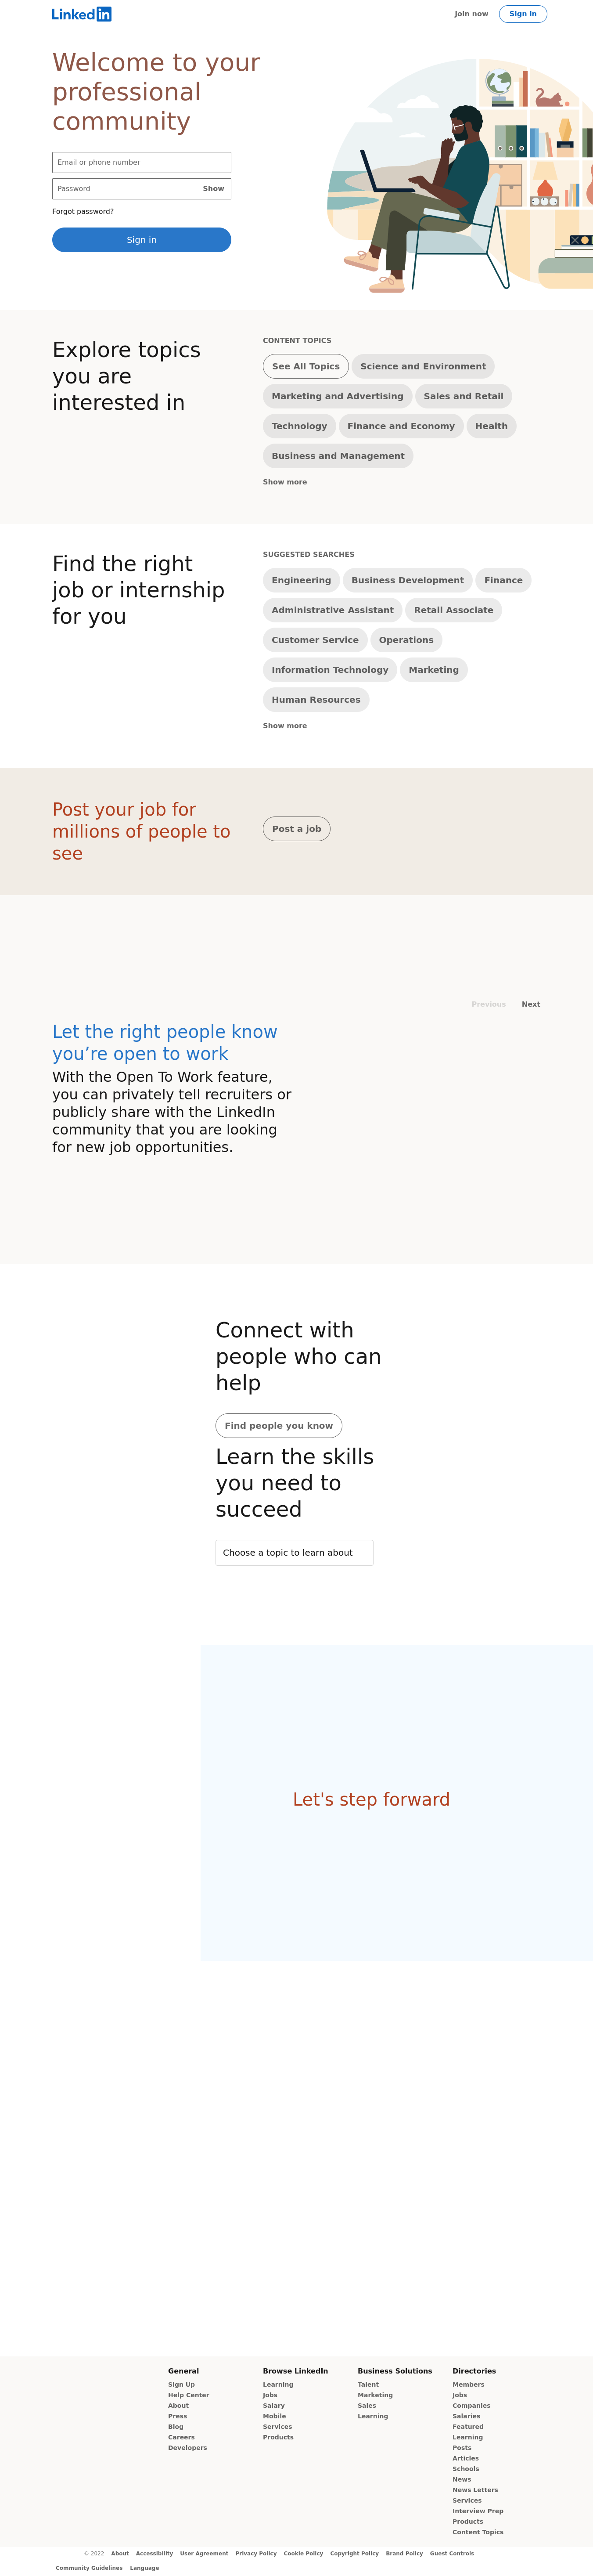 LinkedIn
Join now
Sign in
Welcome to your
professional
community
Email or phone number
Password
Show
Forgot password?
Sign in
Explore topics
you are
interested in
CONTENT TOPICS
See All Topics
Science and Environment
Marketing and Advertising
Sales and Retail
Technology
Finance and Economy
Health
Business and Management
Show more
Find the right
job or internship
for you
SUGGESTED SEARCHES
Engineering
Business Development
Finance
Administrative Assistant
Retail Associate
Customer Service
Operations
Information Technology
Marketing
Human Resources
Show more
Post your job for
millions of people to
see
Post a job
Previous
Next
Let the right people know
you’re open to work
With the Open To Work feature,
you can privately tell recruiters or
publicly share with the LinkedIn
community that you are looking
for new job opportunities.
Connect with
people who can
help
Find people you know
Learn the skills
you need to
succeed
Choose a topic to learn about
Let's step forward
General
Sign Up
Help Center
About
Press
Blog
Careers
Developers
Browse LinkedIn
Learning
Jobs
Salary
Mobile
Services
Products
Business Solutions
Talent
Marketing
Sales
Learning
Directories
Members
Jobs
Companies
Salaries
Featured
Learning
Posts
Articles
Schools
News
News Letters
Services
Interview Prep
Products
Content Topics
© 2022 About Accessibility User Agreement Privacy Policy Cookie Policy Copyright Policy Brand Policy Guest Controls
Community Guidelines Language